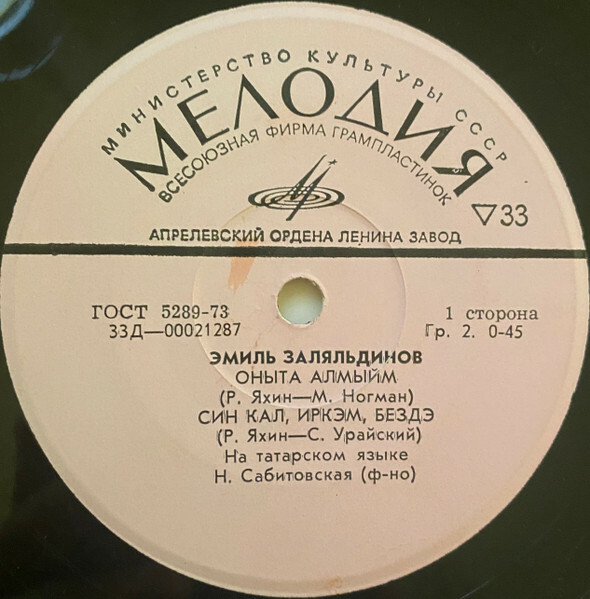 МИНИСТЕРСТВО КУЛЬТУРЫ СССР
МЕЛОДИЯ
ВСЕСОЮЗНАЯ ФИРМА ГРАМПЛАСТИНОК
▽33
АПРЕЛЕВСКИЙ ОРДЕНА ЛЕНИНА ЗАВОД
ГОСТ 5289-73 1 сторона
33Д—00021287 Гр. 2. 0-45
ЭМИЛЬ ЗАЛЯЛЬДИНОВ
ОНЫТА АЛМЫЙМ
(Р. Яхин—М. Ногман)
СИН КАЛ, ИРКЭМ, БЕЗДЭ
(Р. Яхин—С. Урайский)
На татарском языке
Н. Сабитовская (ф-но)